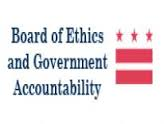 Board of Ethics
and Government
Accountability